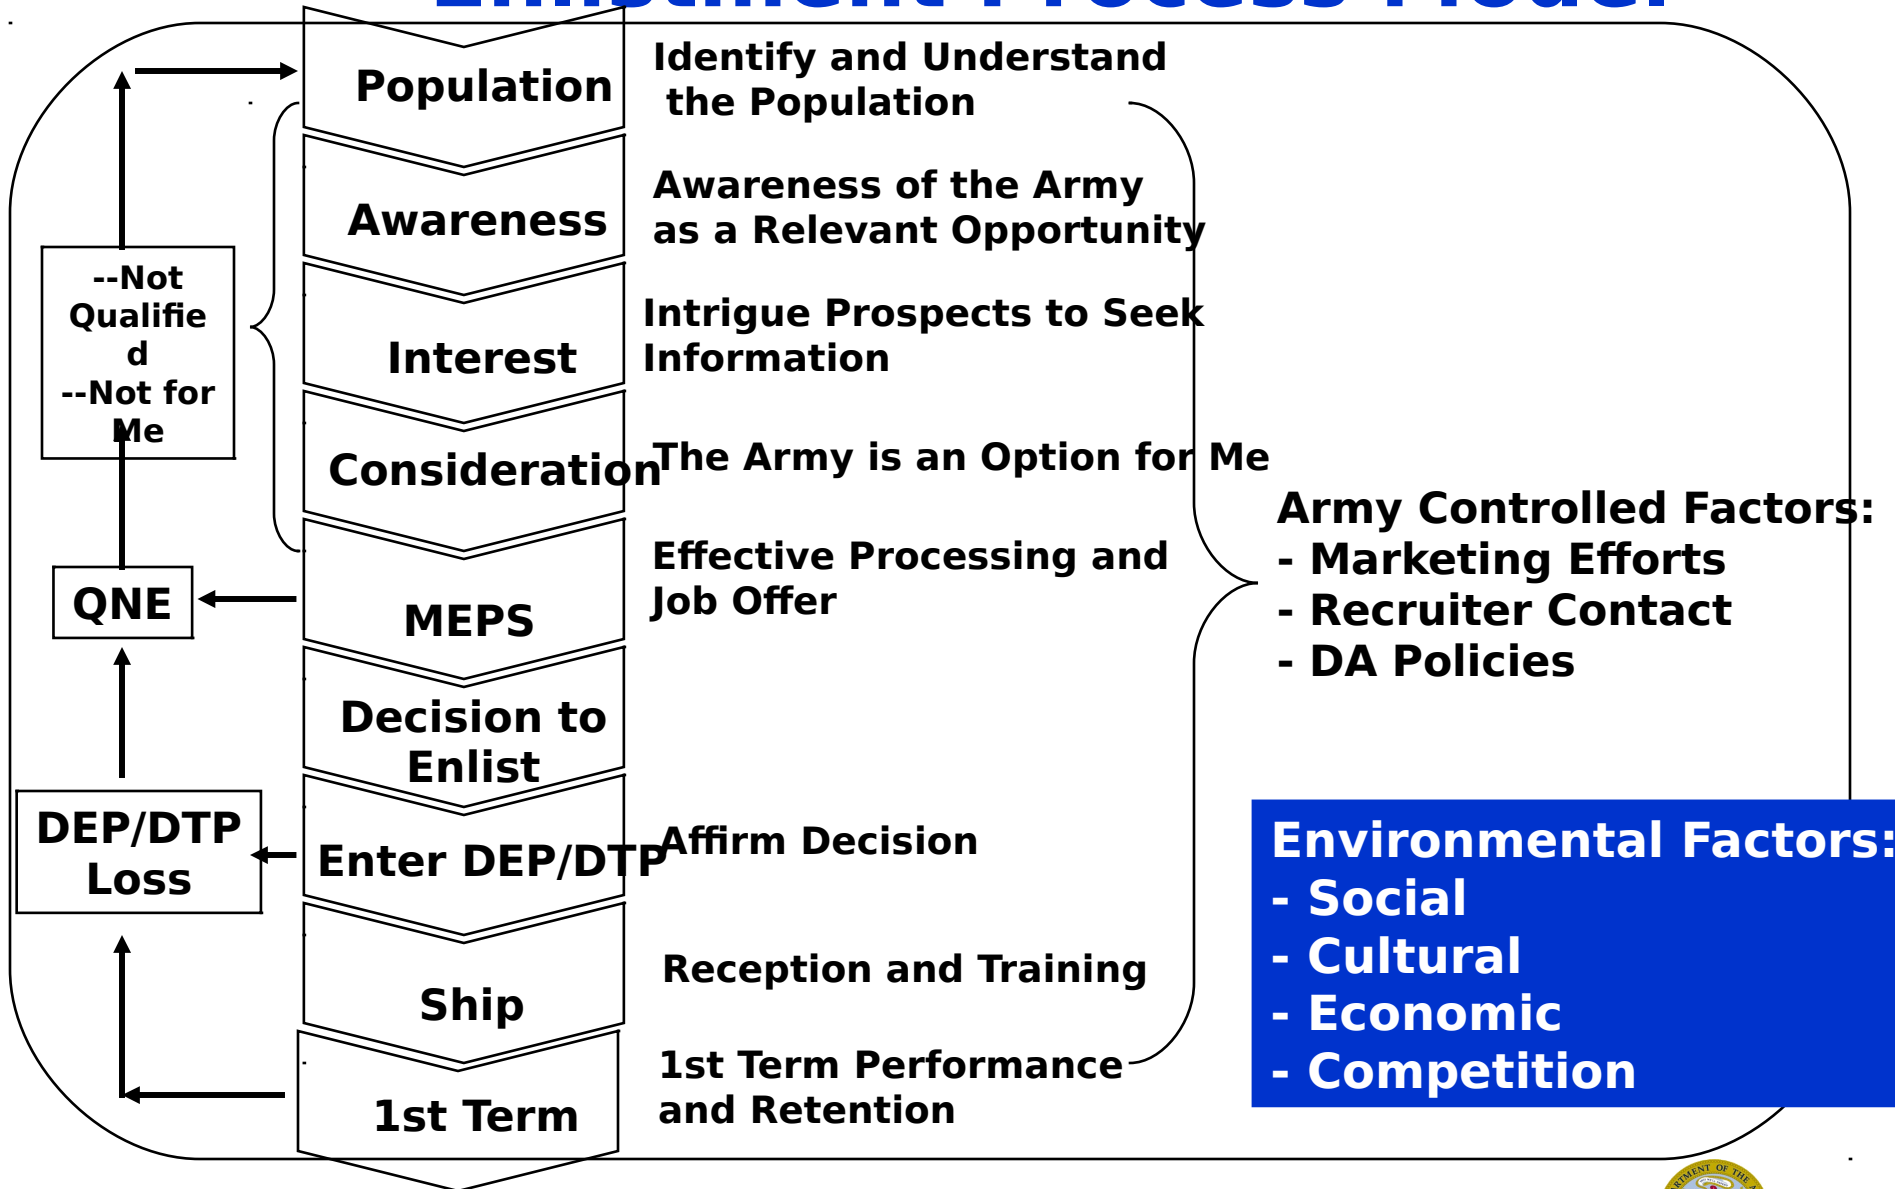 Enlistment Process Model
Population
Identify and Understand
the Population
Awareness
Awareness of the Army
as a Relevant Opportunity
--Not
Qualifie
d
--Not for
Me
Interest
Intrigue Prospects to Seek
Information
Consideration
The Army is an Option for Me
QNE
MEPS
Effective Processing and
Job Offer
Army Controlled Factors:
- Marketing Efforts
- Recruiter Contact
- DA Policies
Decision to
Enlist
DEP/DTP
Loss
Enter DEP/DTP
Affirm Decision
Ship
Reception and Training
1st Term
1st Term Performance
and Retention
Environmental Factors:
- Social
- Cultural
- Economic
- Competition